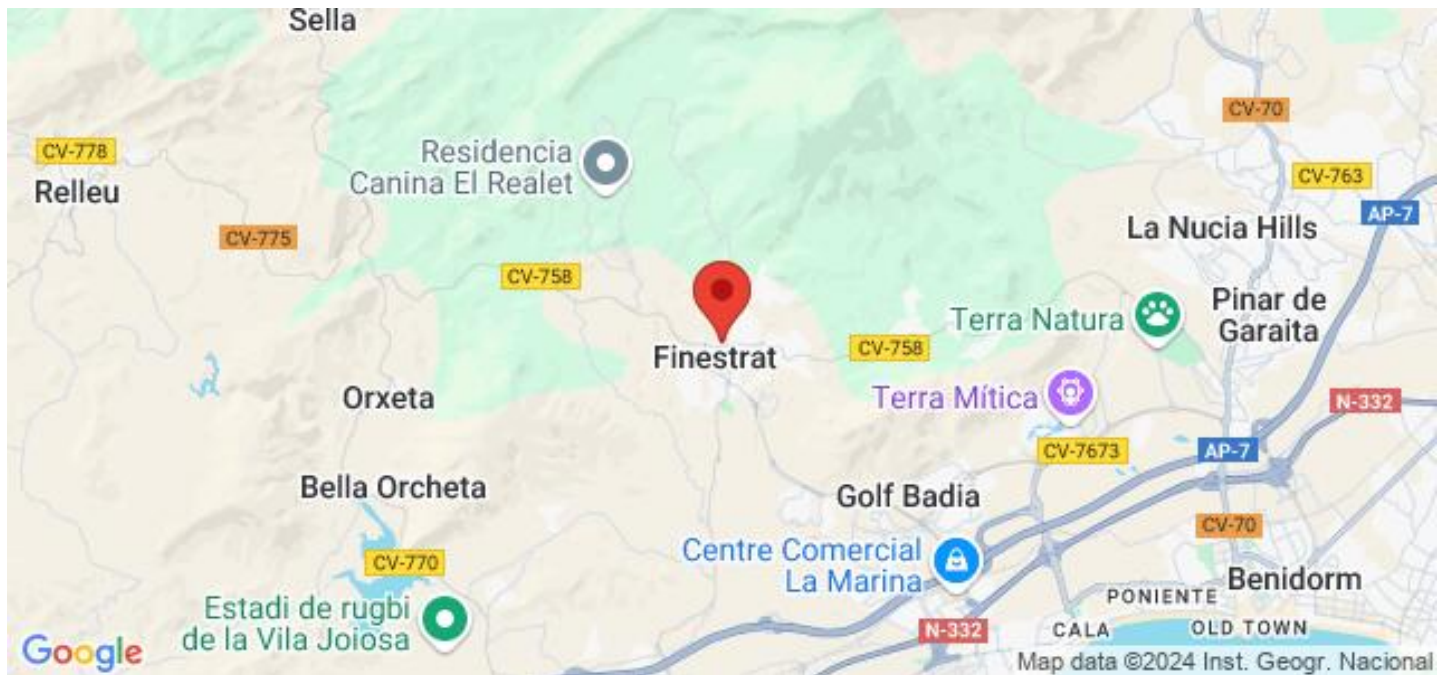 Sella
CV-70
CV-778
Residencia
Canina El Realet
CV-763
Relleu
AP-7
La Nucia Hills
CV-775
CV-758
Pinar de
Garaita
Terra Natura
CV-758
Finestrat
Orxeta
Terra Mítica
N-332
CV-7673
AP-7
Bella Orcheta
Golf Badia
CV-70
Centre Comercial
La Marina
CV-770
Benidorm
PONIENTE
Estadi de rugbi
de la Vila Joiosa
N-332
CALA
OLD TOWN
Google
Map data ©2024 Inst. Geogr. Nacional